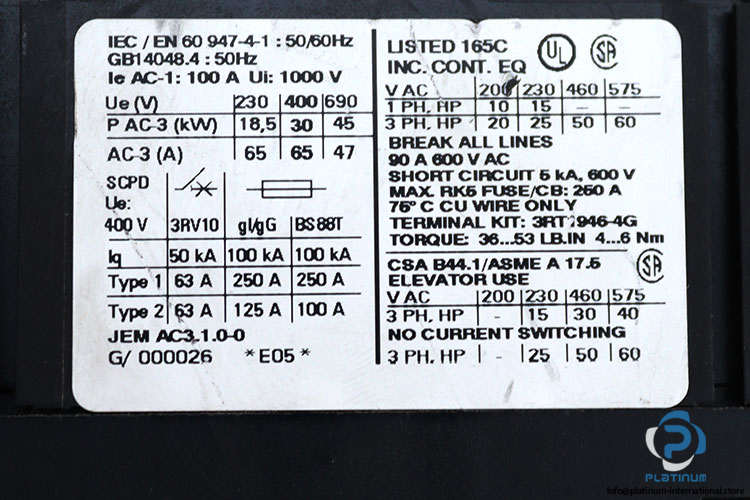 IEC / EN 60 947-4-1 : 50/60Hz
GB14048.4 : 50Hz
Ie AC-1: 100 A Ui: 1000 V
Ue (V) 230 400 690
P AC-3 (kW) 18,5 30 45
AC-3 (A) 65 65 47
SCPD
Ue:
400 V 3RV10 gl/gG BS88T
Iq 50 kA 100 kA 100 kA
Type 1 63 A 250 A 250 A
Type 2 63 A 125 A 100 A
JEM AC3.1.0-0
G/ 000026 *E05*
LISTED 165C UL SA
INC. CONT. EQ
V AC 200 230 460 575
1 PH, HP 10 15 - -
3 PH, HP 20 25 50 60
BREAK ALL LINES
90 A 600 V AC
SHORT CIRCUIT 5 kA, 600 V
MAX. RK5 FUSE/CB: 250 A
75°C CU WIRE ONLY
TERMINAL KIT: 946-4G
TORQUE: 36...53 LB.IN 4...6 Nm
CSA B44.1/ASME A 17.5 SA
ELEVATOR USE
V AC 200 230 460 575
3 PH, HP - 15 30 40
NO CURRENT SWITCHING
3 PH, HP - 25 50 60
PLATINUM
info@platinum-international.store